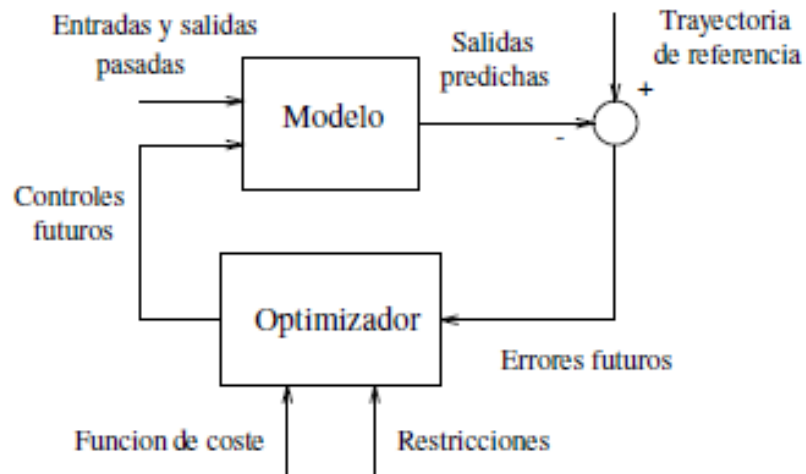 Entradas y salidas
pasadas
Salidas
predichas
Trayectoria
de referencia
+
Modelo
-
Controles
futuros
Optimizador
Errores futuros
Funcion de coste
Restricciones